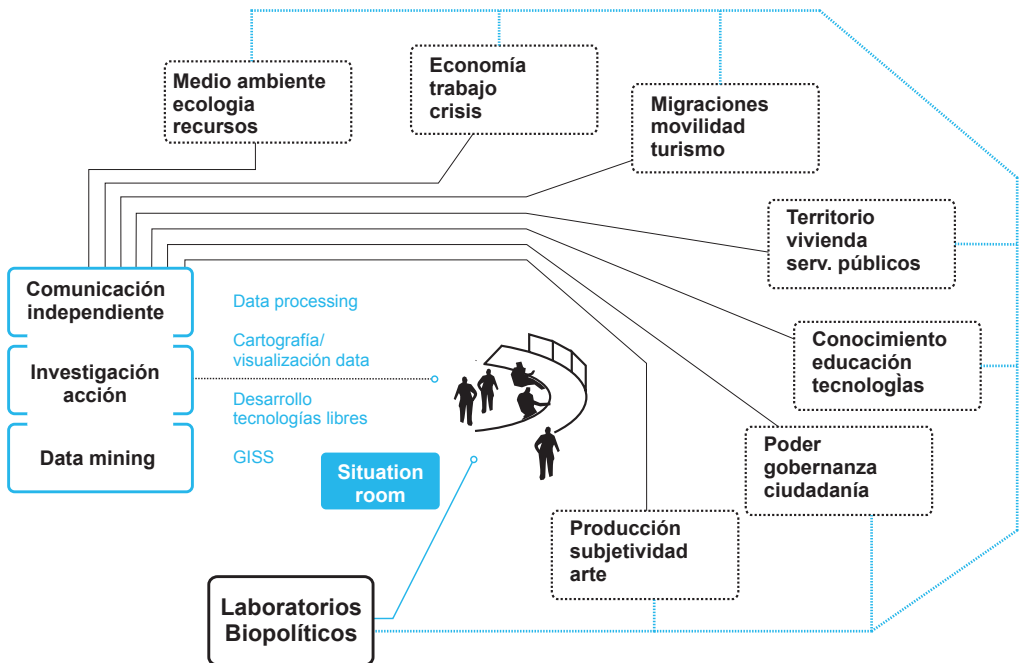 Medio ambiente
ecologia
recursos
Economía
trabajo
crisis
Migraciones
movilidad
turismo
Territorio
vivienda
serv. públicos
Comunicación
independiente
Investigación
acción
Data mining
Data processing
Cartografía/
visualización data
Desarrollo
tecnologías libres
GISS
Situation
room
Conocimiento
educación
tecnologìas
Poder
gobernanza
ciudadanía
Producción
subjetividad
arte
Laboratorios
Biopolíticos